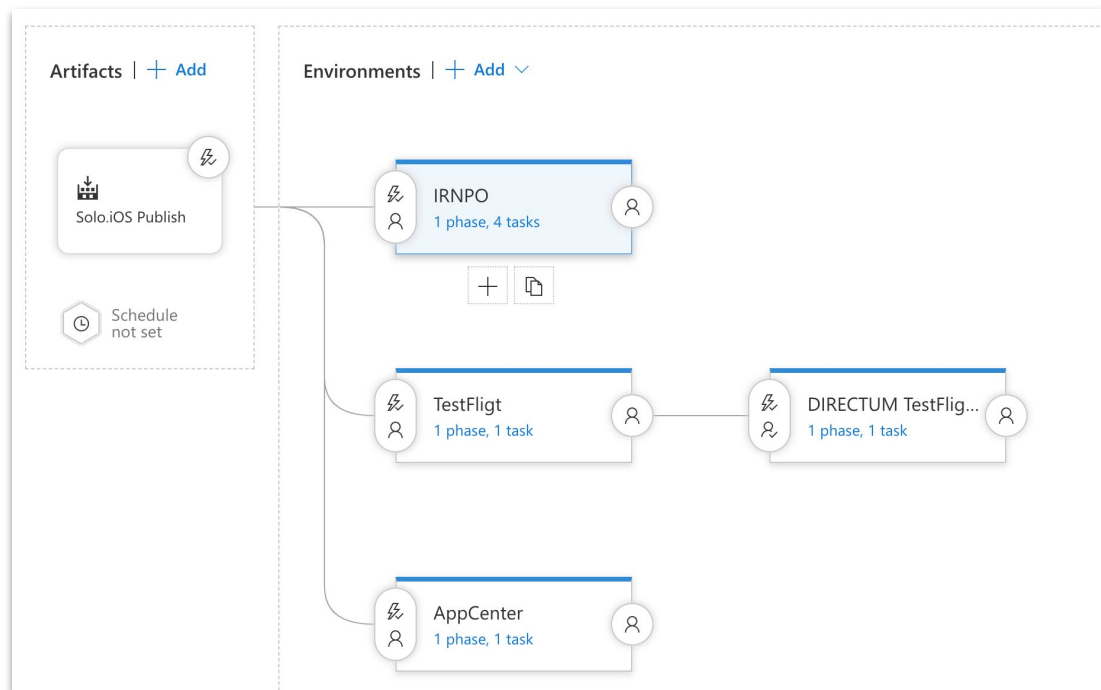 Artifacts | + Add
Environments | + Add
Solo.iOS Publish
Schedule
not set
IRNPO
1 phase, 4 tasks
TestFligt
1 phase, 1 task
DIRECTUM TestFlig...
1 phase, 1 task
AppCenter
1 phase, 1 task